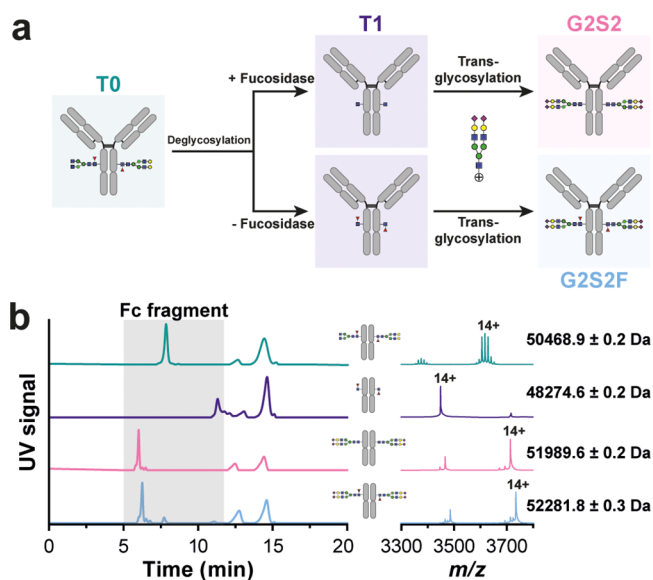 a
T0
Deglycosylation
+ Fucosidase
- Fucosidase
T1
Trans-
glycosylation
Trans-
glycosylation
G2S2
G2S2F
b
Fc fragment
UV signal
0 5 10 15 20
Time (min)
14+
50468.9 ± 0.2 Da
14+
48274.6 ± 0.2 Da
14+
51989.6 ± 0.2 Da
14+
52281.8 ± 0.3 Da
3300 3500 3700
m/z